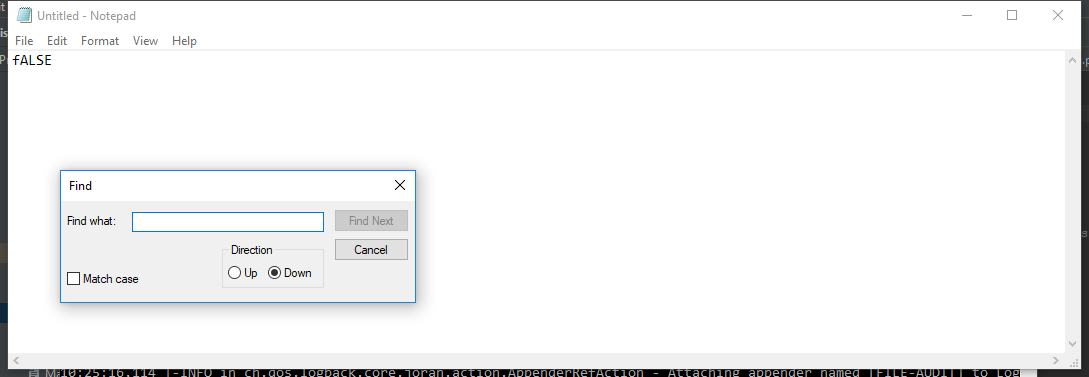 Untitled - Notepad
File Edit Format View Help
fALSE
Find
Find what:
Find Next
Direction
Cancel
Up Down
Match case
10:25:16,114 |-INFO in ch.qos.logback.core.joran.action.AppenderRefAction - Attaching appender named [FILE-AUDIT] to Log